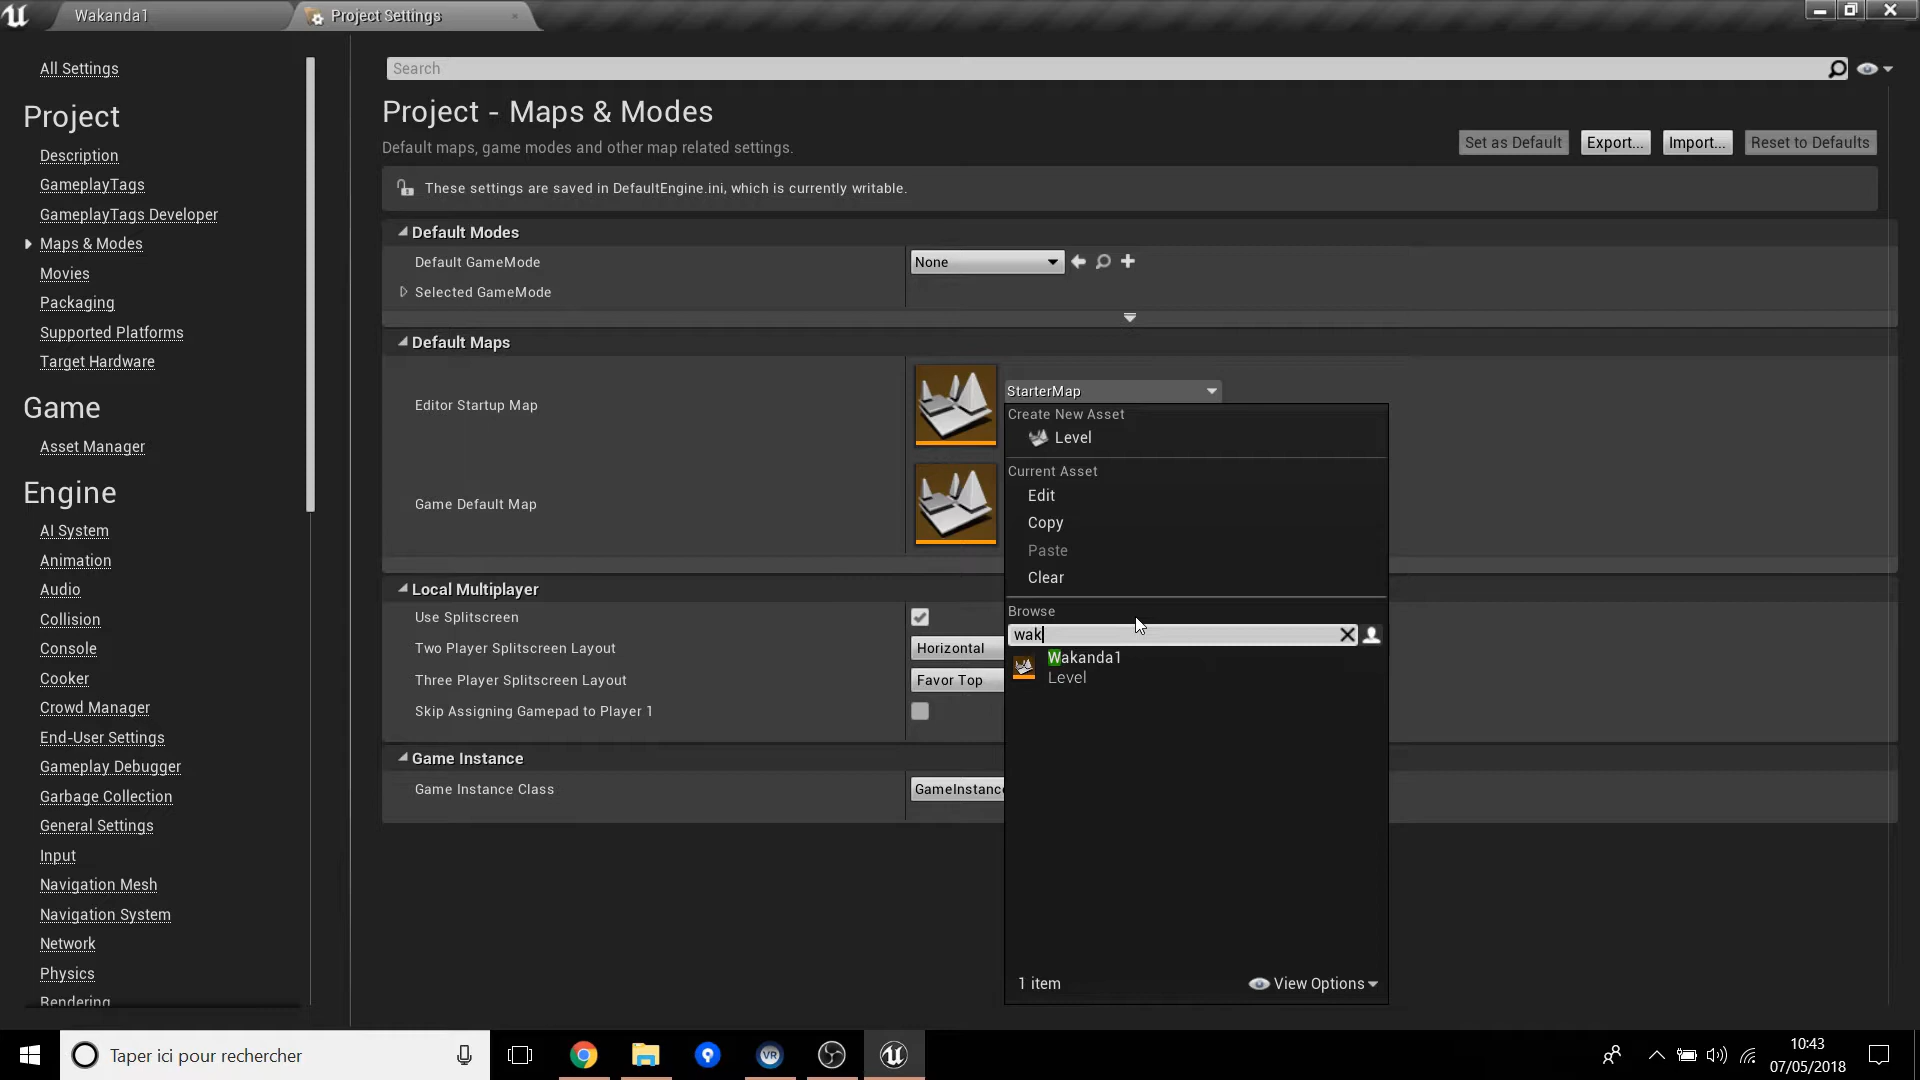 Wakanda1
Project Settings
All Settings
Project
Description
GameplayTags
GameplayTags Developer
Maps & Modes
Movies
Packaging
Supported Platforms
Target Hardware
Game
Asset Manager
Engine
AI System
Animation
Audio
Collision
Console
Cooker
Crowd Manager
End-User Settings
Gameplay Debugger
Garbage Collection
General Settings
Input
Navigation Mesh
Navigation System
Network
Physics
Rendering
Search
Project - Maps & Modes
Default maps, game modes and other map related settings.
Set as Default
Export...
Import...
Reset to Defaults
These settings are saved in DefaultEngine.ini, which is currently writable.
Default Modes
Default GameMode
None
Selected GameMode
Default Maps
Editor Startup Map
StarterMap
Game Default Map
Create New Asset
Level
Current Asset
Edit
Copy
Paste
Clear
Browse
wak
Wakanda1
Level
1 item
View Options
Local Multiplayer
Use Splitscreen
Two Player Splitscreen Layout
Horizontal
Three Player Splitscreen Layout
Favor Top
Skip Assigning Gamepad to Player 1
Game Instance
Game Instance Class
GameInstance
Taper ici pour rechercher
VR
10:43
07/05/2018